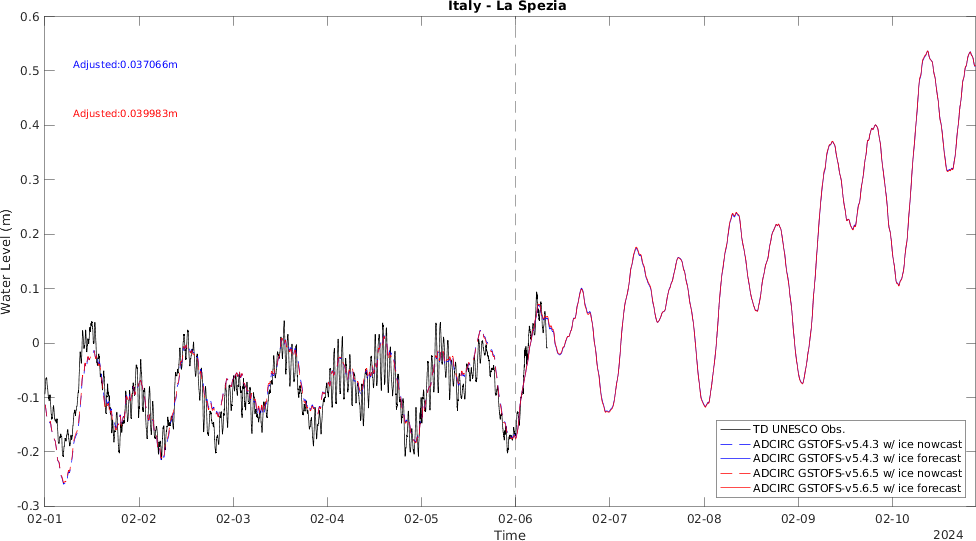 Italy - La Spezia
0.6
0.5
0.4
0.3
0.2
0.1
0
-0.1
-0.2
-0.3
Water Level (m)
Adjusted:0.037066m
Adjusted:0.039983m
TD UNESCO Obs.
ADCIRC GSTOFS-v5.4.3 w/ ice nowcast
ADCIRC GSTOFS-v5.4.3 w/ ice forecast
ADCIRC GSTOFS-v5.6.5 w/ ice nowcast
ADCIRC GSTOFS-v5.6.5 w/ ice forecast
02-01 02-02 02-03 02-04 02-05 02-06 02-07 02-08 02-09 02-10
Time
2024